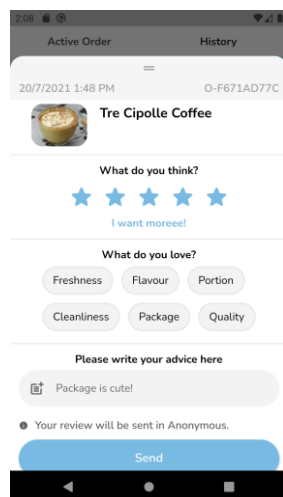 2:08
Active Order History
20/7/2021 1:48 PM O-F671AD77C
Tre Cipolle Coffee
What do you think?
I want moreee!
What do you love?
Freshness Flavour Portion
Cleanliness Package Quality
Please write your advice here
Package is cute!
Your review will be sent in Anonymous.
Send